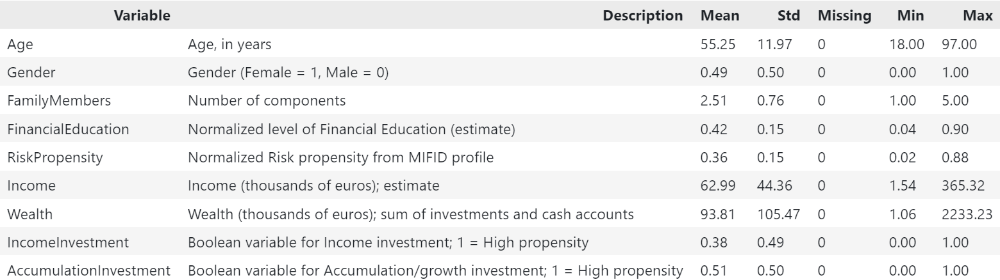 Variable Description Mean Std Missing Min Max
Age Age, in years 55.25 11.97 0 18.00 97.00
Gender Gender (Female = 1, Male = 0) 0.49 0.50 0 0.00 1.00
FamilyMembers Number of components 2.51 0.76 0 1.00 5.00
FinancialEducation Normalized level of Financial Education (estimate) 0.42 0.15 0 0.04 0.90
RiskPropensity Normalized Risk propensity from MIFID profile 0.36 0.15 0 0.02 0.88
Income Income (thousands of euros); estimate 62.99 44.36 0 1.54 365.32
Wealth Wealth (thousands of euros); sum of investments and cash accounts 93.81 105.47 0 1.06 2233.23
IncomeInvestment Boolean variable for Income investment; 1 = High propensity 0.38 0.49 0 0.00 1.00
AccumulationInvestment Boolean variable for Accumulation/growth investment; 1 = High propensity 0.51 0.50 0 0.00 1.00